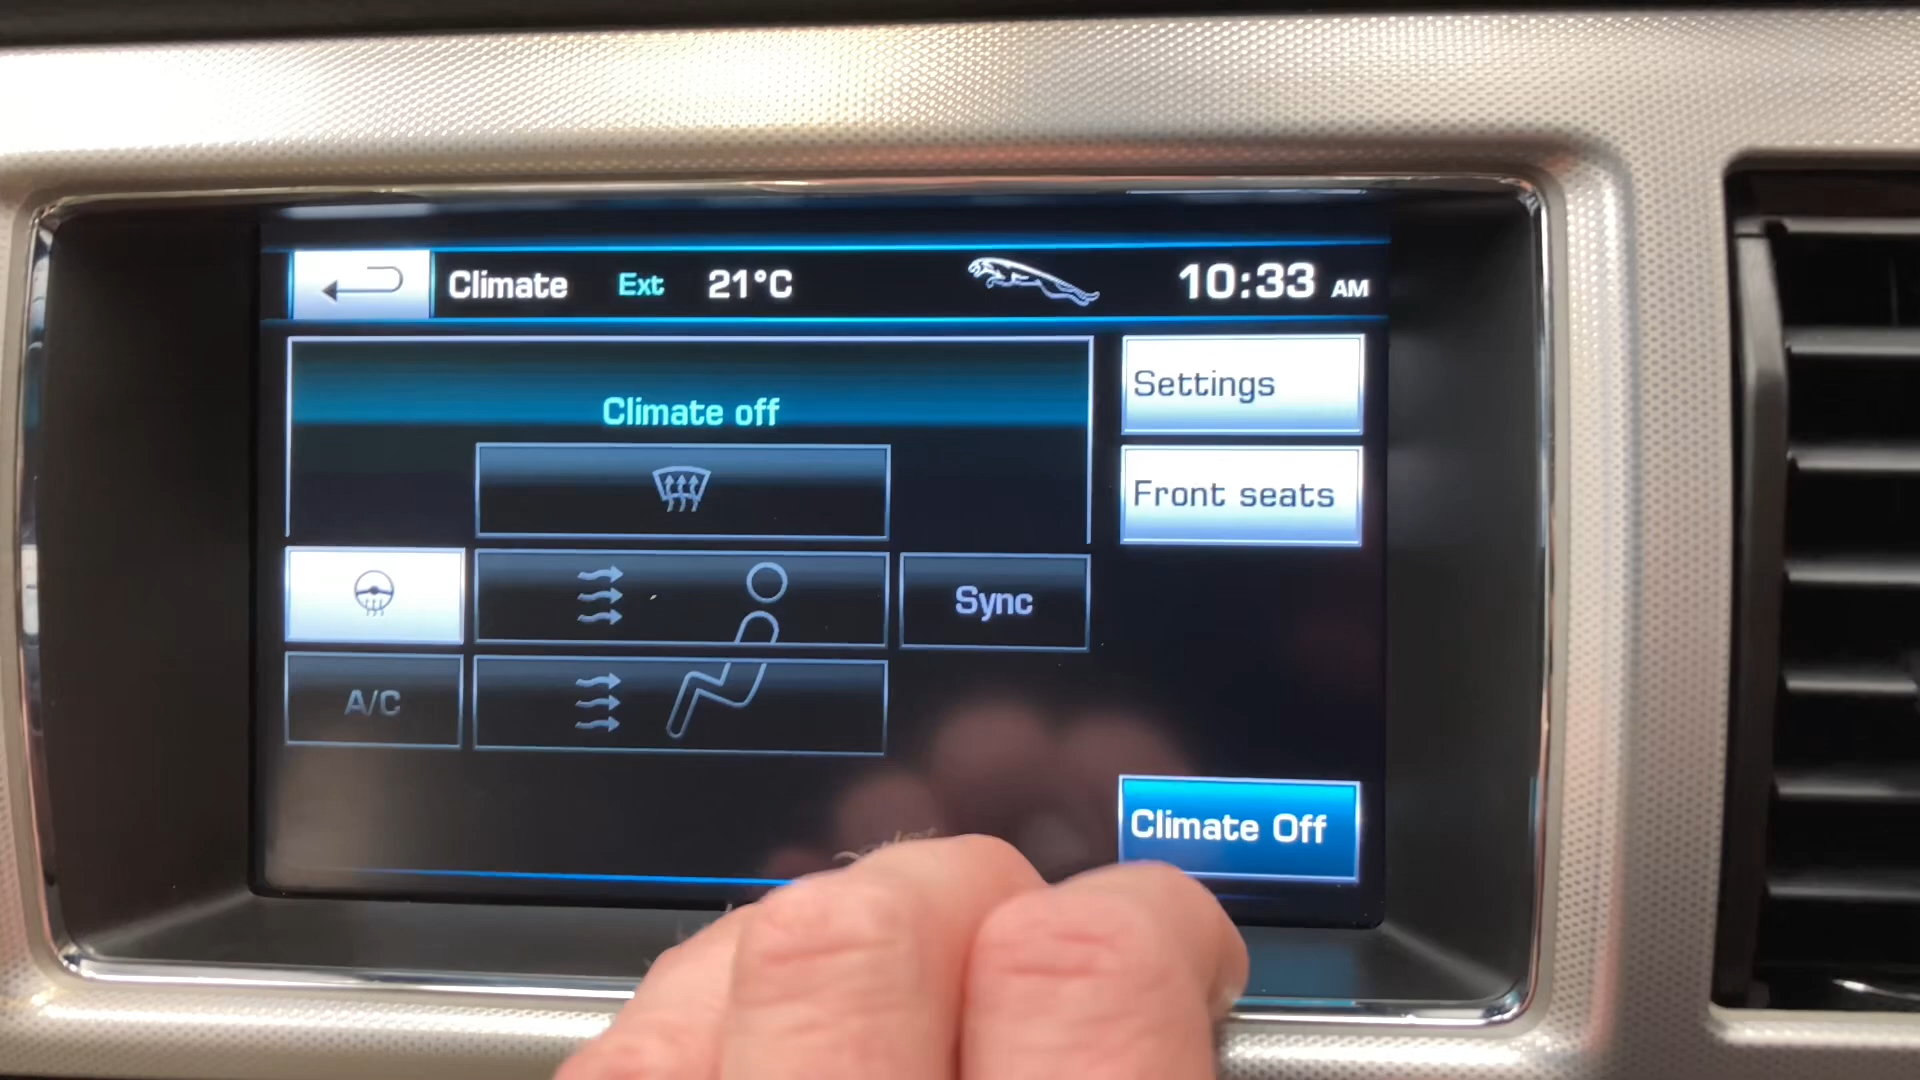 Climate Ext 21°C 10:33 AM
Climate off
Settings
Front seats
Sync
A/C
Climate Off